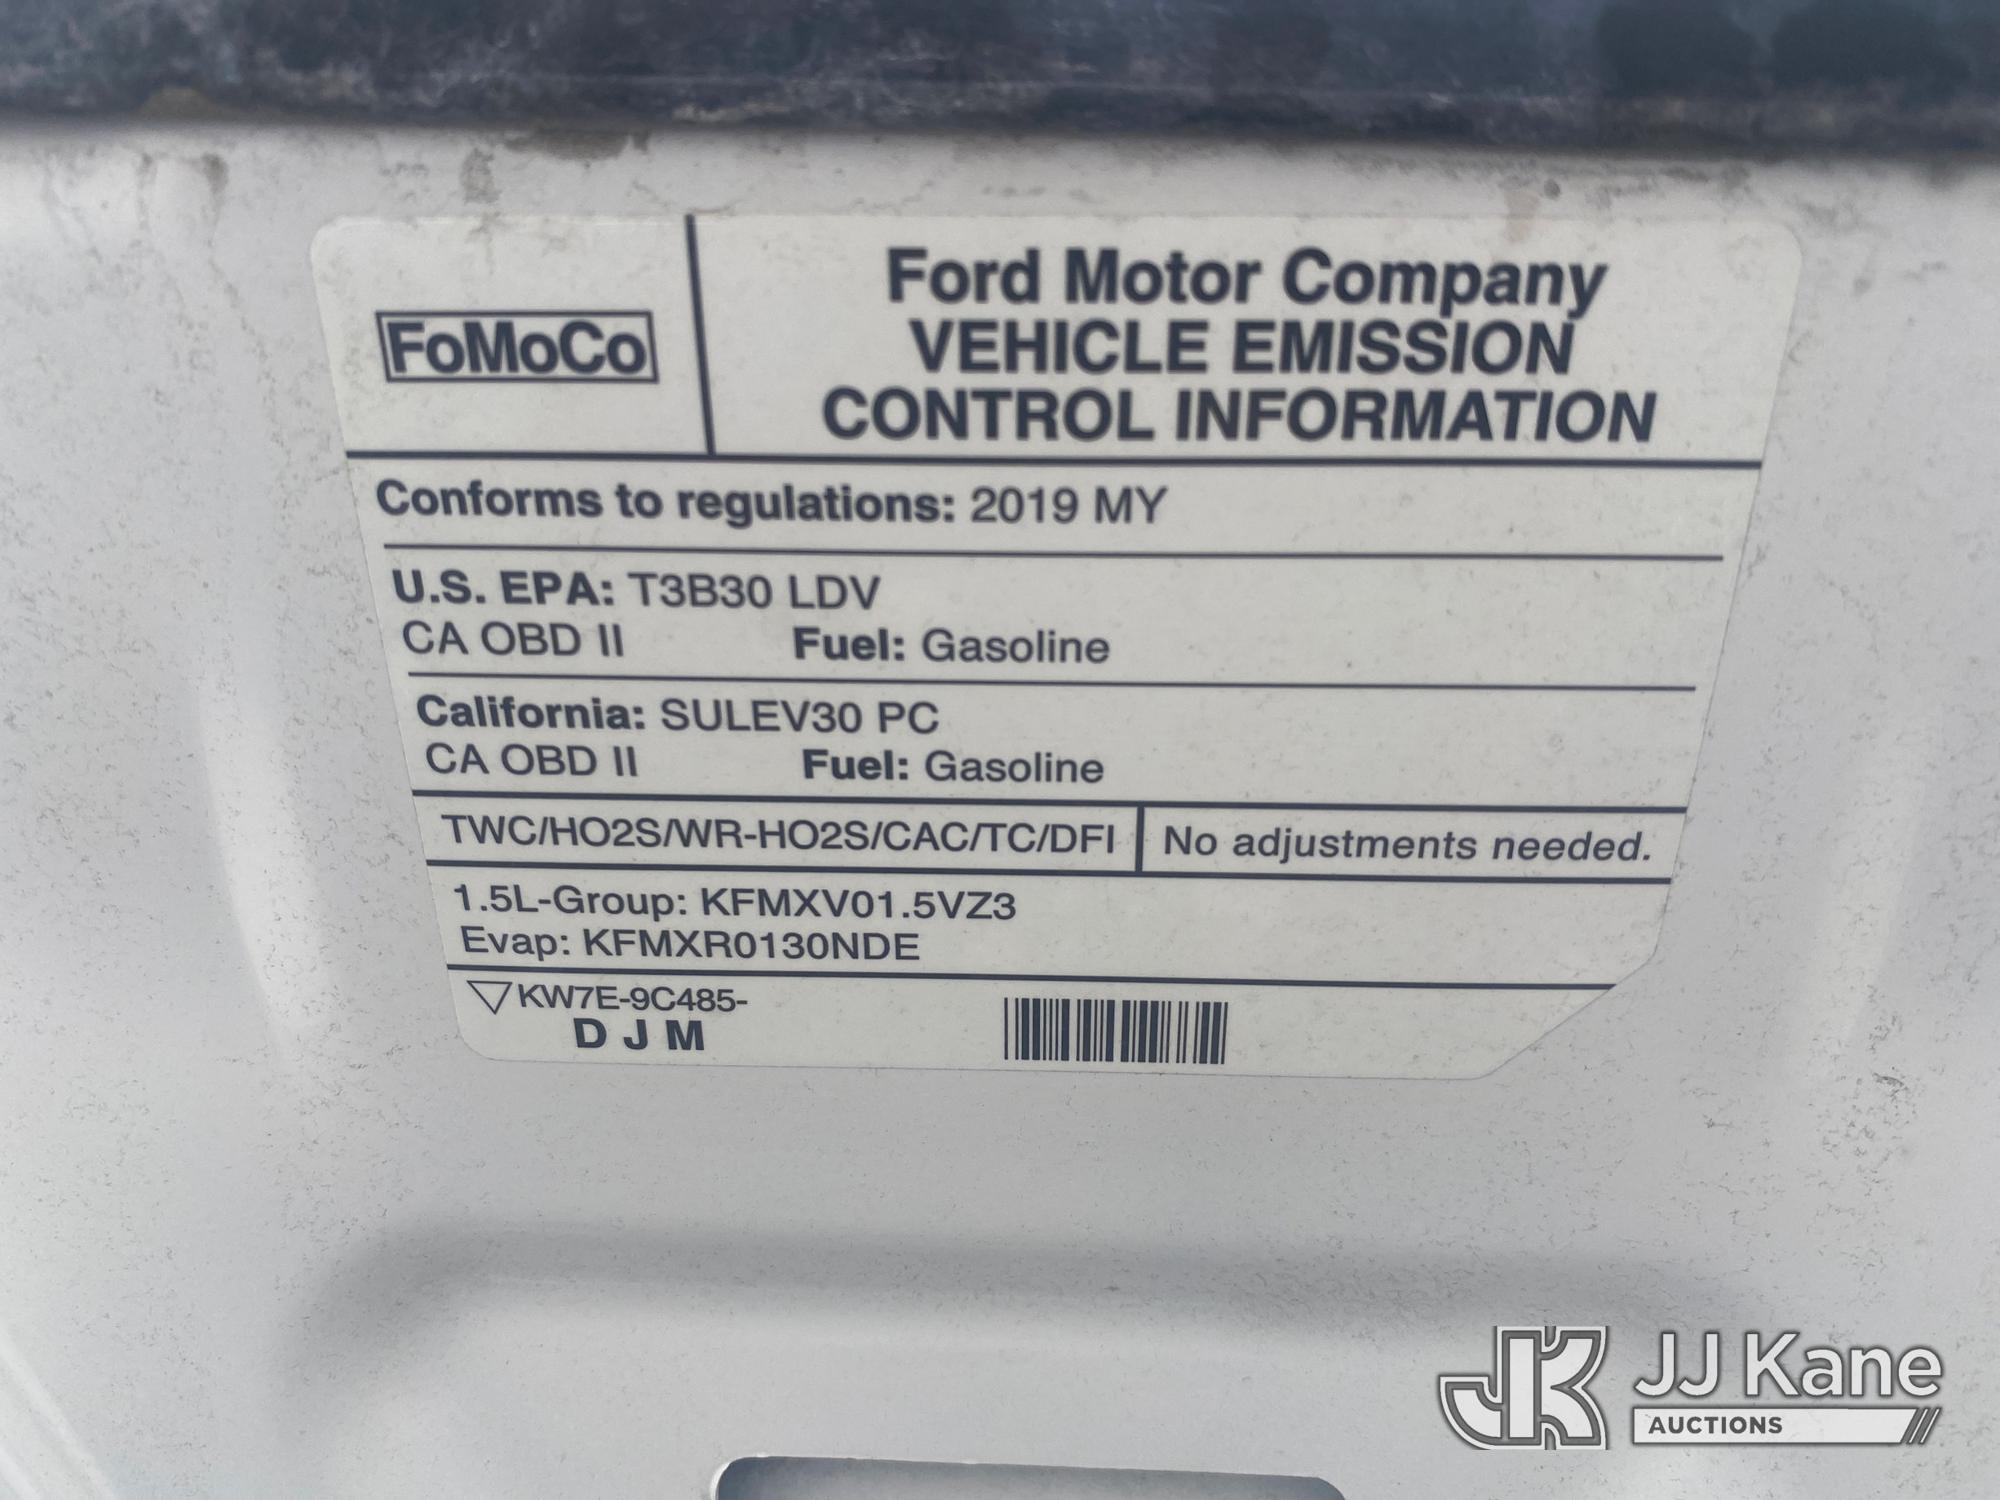 FoMoCo
Ford Motor Company
VEHICLE EMISSION
CONTROL INFORMATION
Conforms to regulations: 2019 MY
U.S. EPA: T3B30 LDV
CA OBD II Fuel: Gasoline
California: SULEV30 PC
CA OBD II Fuel: Gasoline
TWC/HO2S/WR-HO2S/CAC/TC/DFI No adjustments needed.
1.5L-Group: KFMXV01.5VZ3
Evap: KFMXR0130NDE
KW7E-9C485-
D J M
JK JJ Kane
AUCTIONS